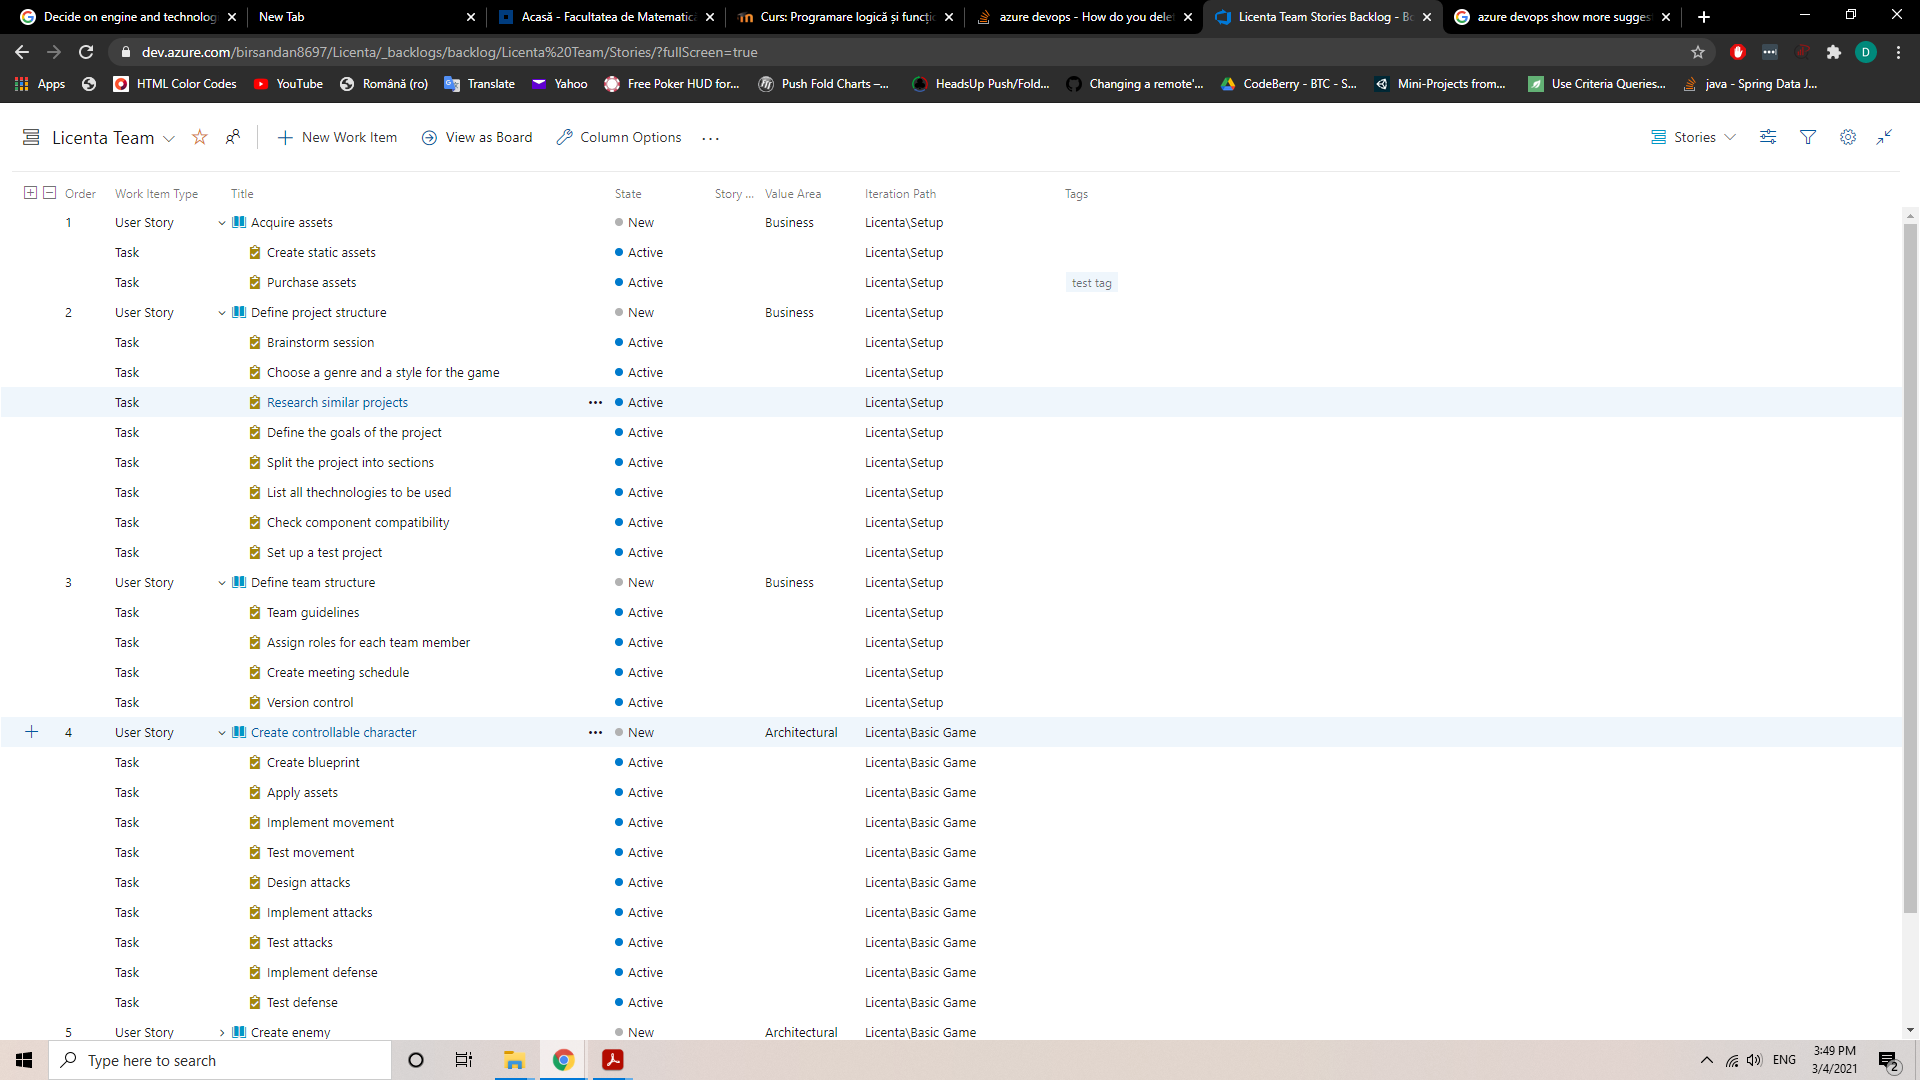 Decide on engine and technolog
New Tab
Acasă - Facultatea de Matematic
Curs: Programare logică și funcți
azure devops - How do you delet
Licenta Team Stories Backlog - Bo
azure devops show more sugges
dev.azure.com/birsandan8697/Licenta/_backlogs/backlog/Licenta%20Team/Stories/?fullScreen=true
D
Apps HTML Color Codes YouTube Română (ro) Translate Yahoo Free Poker HUD for... Push Fold Charts –... HeadsUp Push/Fold... Changing a remote'... CodeBerry - BTC - S... Mini-Projects from... Use Criteria Queries... java - Spring Data J...
Licenta Team New Work Item View as Board Column Options ... Stories
Order Work Item Type Title State Story ... Value Area Iteration Path Tags
1 User Story Acquire assets New Business Licenta\Setup
Task Create static assets Active Licenta\Setup
Task Purchase assets Active Licenta\Setup test tag
2 User Story Define project structure New Business Licenta\Setup
Task Brainstorm session Active Licenta\Setup
Task Choose a genre and a style for the game Active Licenta\Setup
Task Research similar projects ... Active Licenta\Setup
Task Define the goals of the project Active Licenta\Setup
Task Split the project into sections Active Licenta\Setup
Task List all thechnologies to be used Active Licenta\Setup
Task Check component compatibility Active Licenta\Setup
Task Set up a test project Active Licenta\Setup
3 User Story Define team structure New Business Licenta\Setup
Task Team guidelines Active Licenta\Setup
Task Assign roles for each team member Active Licenta\Setup
Task Create meeting schedule Active Licenta\Setup
Task Version control Active Licenta\Setup
4 User Story Create controllable character ... New Architectural Licenta\Basic Game
Task Create blueprint Active Licenta\Basic Game
Task Apply assets Active Licenta\Basic Game
Task Implement movement Active Licenta\Basic Game
Task Test movement Active Licenta\Basic Game
Task Design attacks Active Licenta\Basic Game
Task Implement attacks Active Licenta\Basic Game
Task Test attacks Active Licenta\Basic Game
Task Implement defense Active Licenta\Basic Game
Task Test defense Active Licenta\Basic Game
5 User Story Create enemy New Architectural Licenta\Basic Game
Type here to search
ENG
3:49 PM
3/4/2021
2